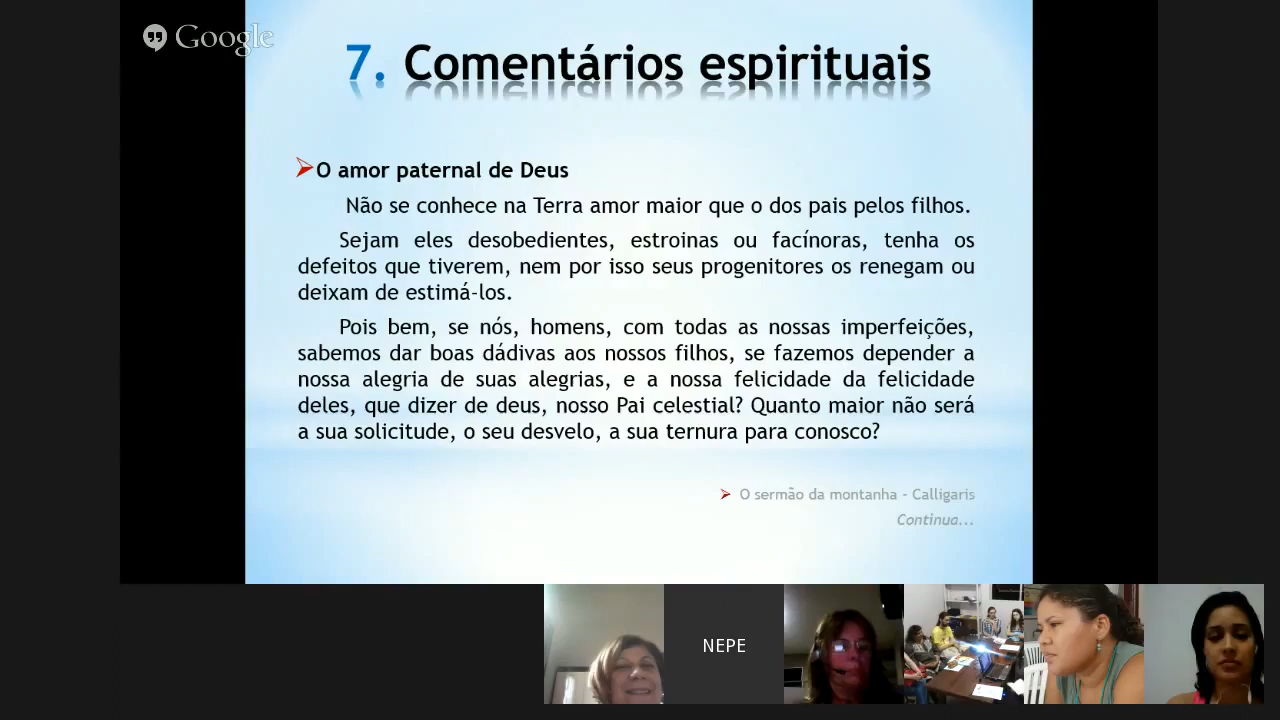 Google
7. Comentários espirituais
O amor paternal de Deus
Não se conhece na Terra amor maior que o dos pais pelos filhos.
Sejam eles desobedientes, estroinas ou facínoras, tenha os
defeitos que tiverem, nem por isso seus progenitores os renegam ou
deixam de estimá-los.
Pois bem, se nós, homens, com todas as nossas imperfeições,
sabemos dar boas dádivas aos nossos filhos, se fazemos depender a
nossa alegria de suas alegrias, e a nossa felicidade da felicidade
deles, que dizer de deus, nosso Pai celestial? Quanto maior não será
a sua solicitude, o seu desvelo, a sua ternura para conosco?
O sermão da montanha - Calligaris
Continua...
NEPE